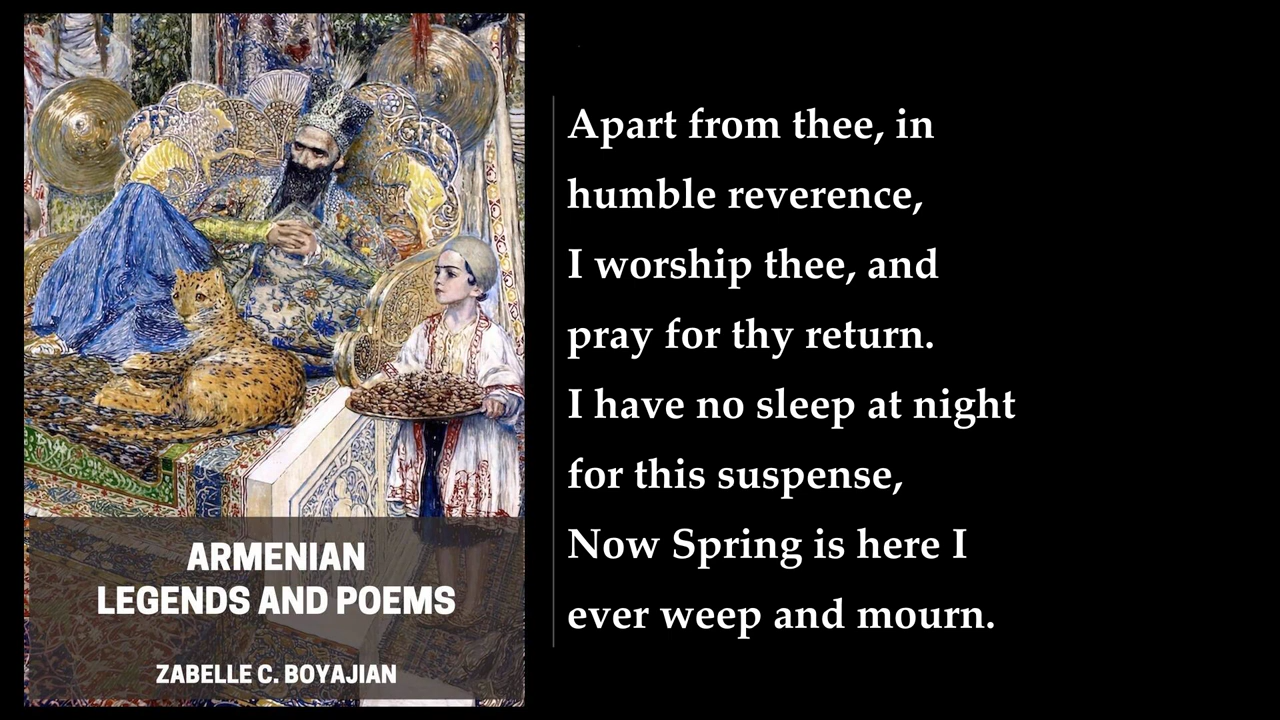 ARMENIAN
LEGENDS AND POEMS
ZABELLE C. BOYAJIAN
Apart from thee, in
humble reverence,
I worship thee, and
pray for thy return.
I have no sleep at night
for this suspense,
Now Spring is here I
ever weep and mourn.